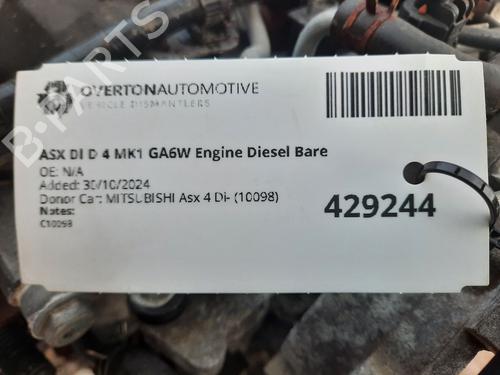 OVERTONAUTOMOTIVE
VEHICLE DISMANTLERS
ASX DI D 4 MK1 GA6W Engine Diesel Bare
OE: N/A
Added: 30/10/2024
Donor Car: MITSUBISHI Asx 4 Di- (10098)
Notes:
C10098
429244